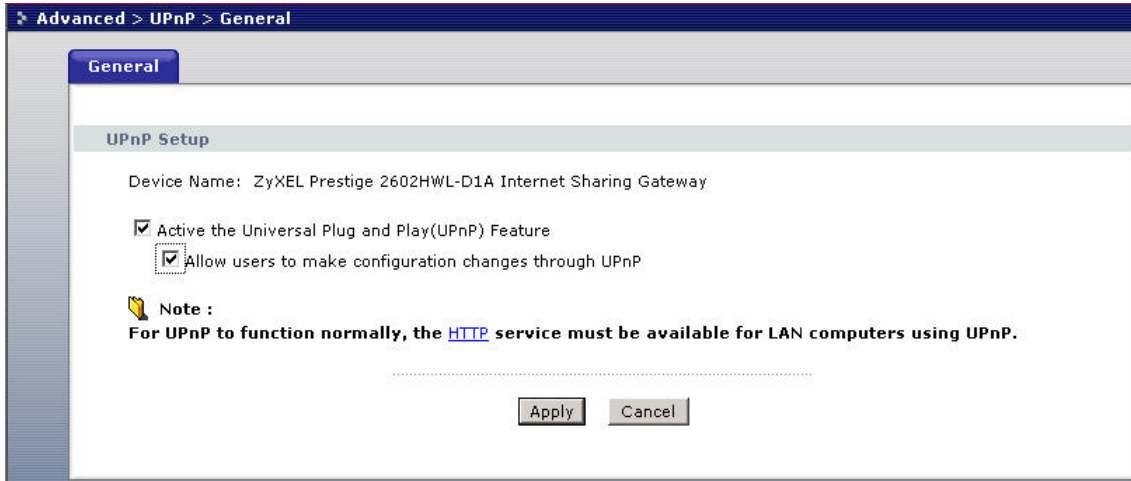 Advanced > UPnP > General
General
UPnP Setup
Device Name: ZyXEL Prestige 2602HWL-D1A Internet Sharing Gateway
Active the Universal Plug and Play(UPnP) Feature
Allow users to make configuration changes through UPnP
Note :
For UPnP to function normally, the HTTP service must be available for LAN computers using UPnP.
Apply Cancel